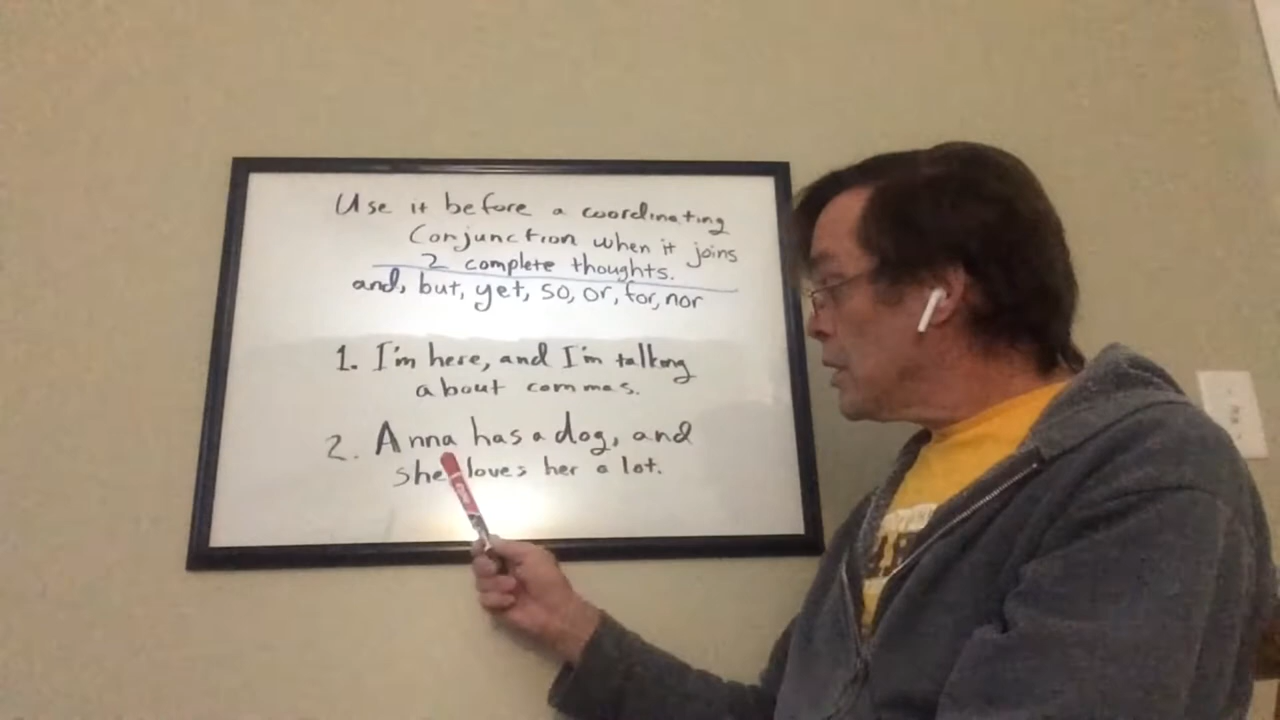 Use it before a coordinating
Conjunction when it joins
2 complete thoughts.
and, but, yet, so, or, for, nor
1. I'm here, and I'm talking
about commas.
2. Anna has a dog, and
she loves her a lot.